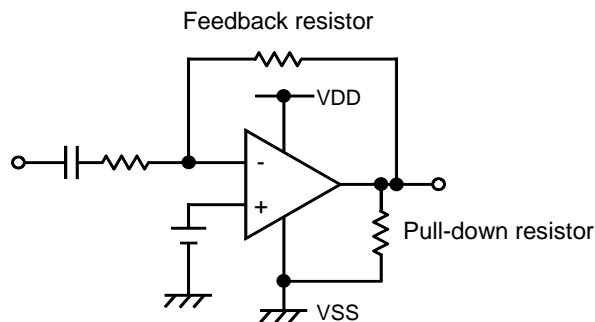 Feedback resistor
VDD
-
+
Pull-down resistor
VSS